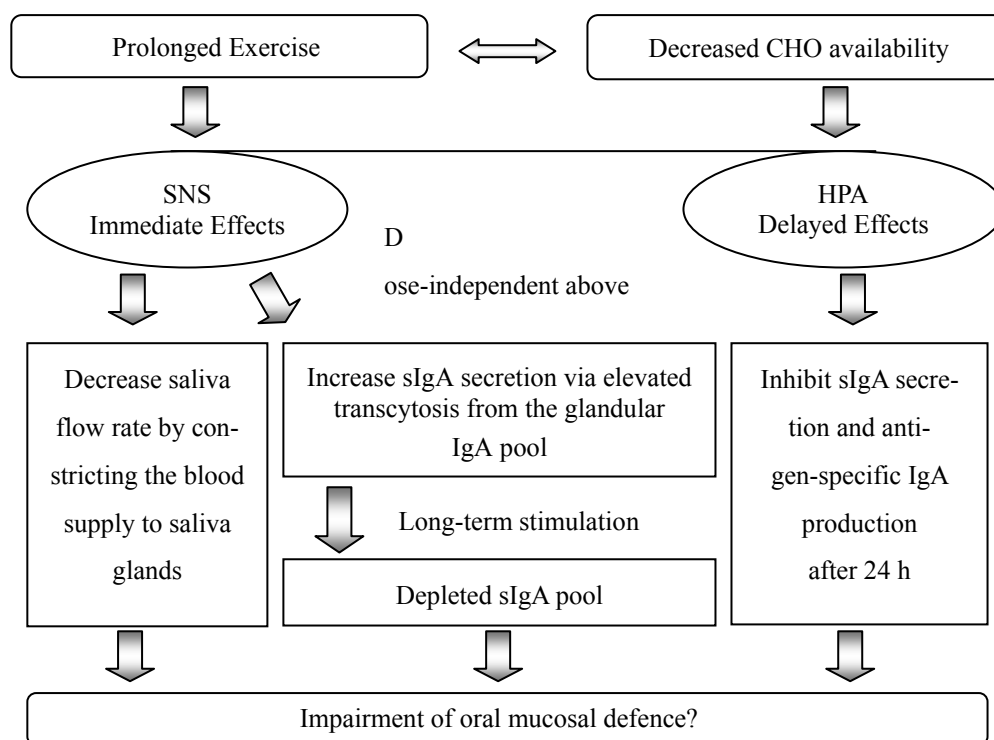 Prolonged Exercise
Decreased CHO availability
SNS
Immediate Effects
HPA
Delayed Effects
D
ose-independent above
Decrease saliva
flow rate by con-
stricting the blood
supply to saliva
glands
Increase sIgA secretion via elevated
transcytosis from the glandular
IgA pool
Long-term stimulation
Depleted sIgA pool
Inhibit sIgA secre-
tion and anti-
gen-specific IgA
production
after 24 h
Impairment of oral mucosal defence?